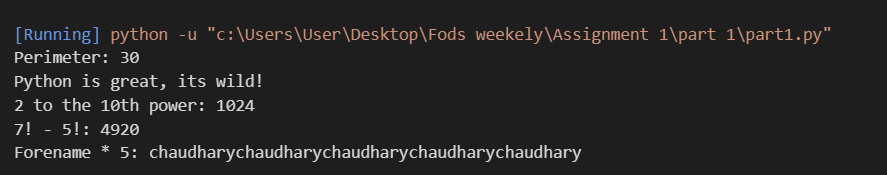 [Running] python -u "c:\Users\User\Desktop\Fods weekely\Assignment 1\part 1\part1.py"
Perimeter: 30
Python is great, its wild!
2 to the 10th power: 1024
7! - 5!: 4920
Forename * 5: chaudharychaudharychaudharychaudharychaudhary